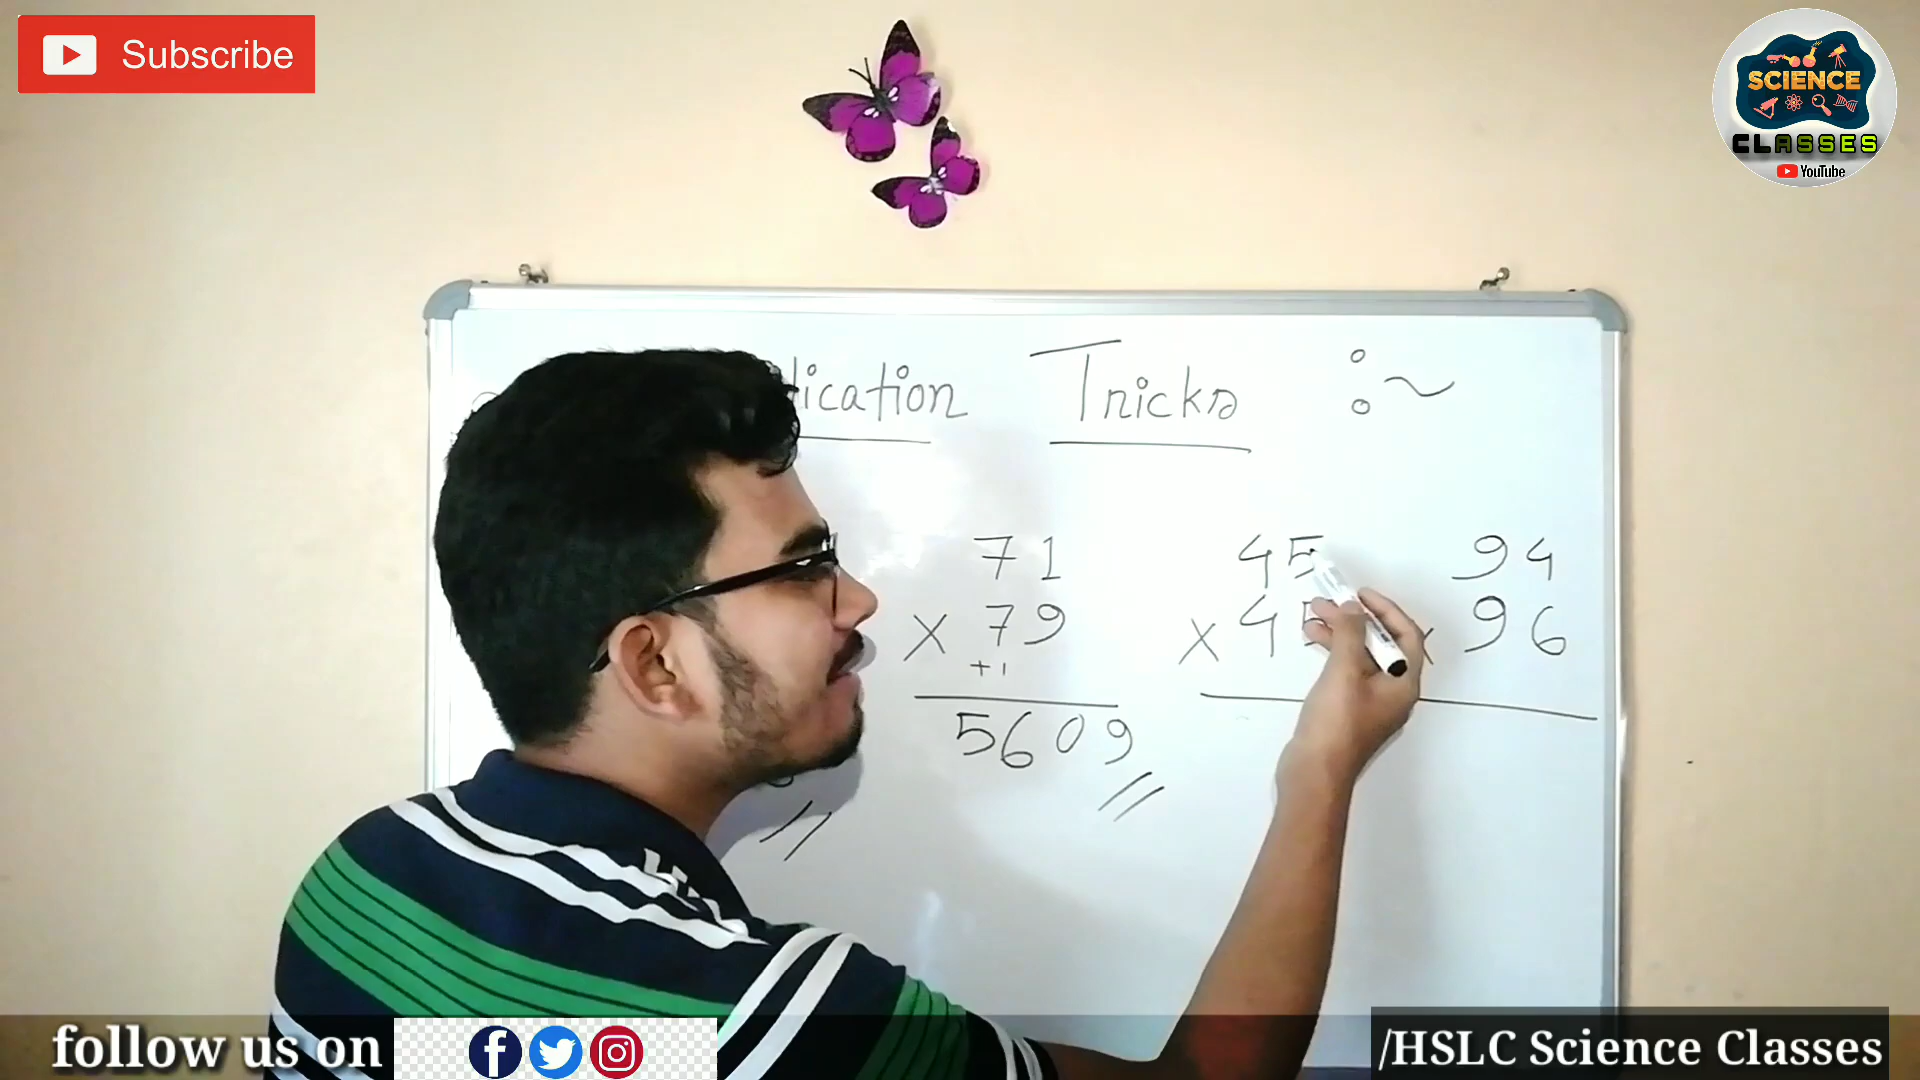 Subscribe
SCIENCE
CLASSES
YouTube
lication Tricks :~
71
× 79
+1
5609
45
× 45
94
× 96
follow us on
/HSLC Science Classes